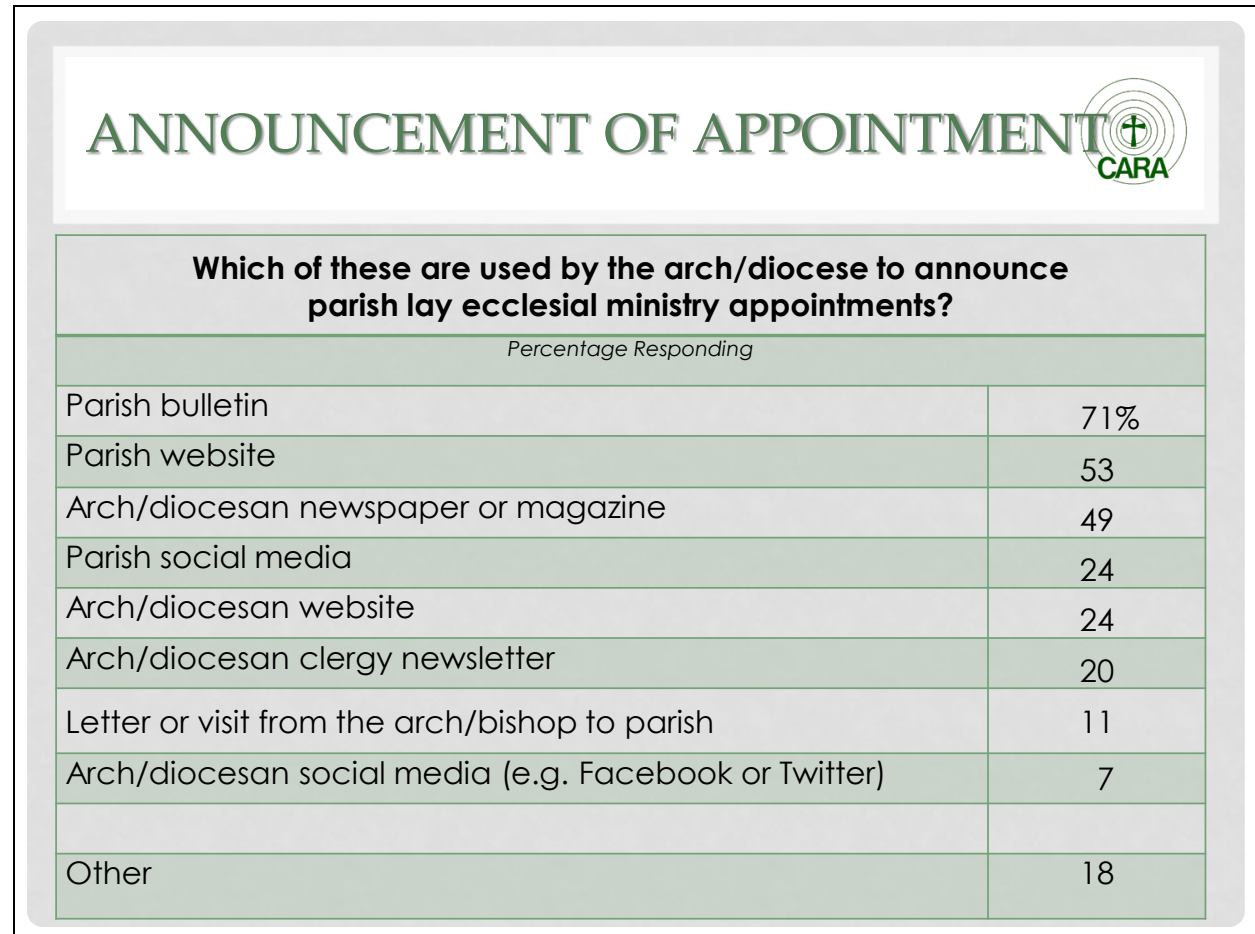 ANNOUNCEMENT OF APPOINTMENT
CARA
Which of these are used by the arch/diocese to announce
parish lay ecclesial ministry appointments?
Percentage Responding
Parish bulletin 71%
Parish website 53
Arch/diocesan newspaper or magazine 49
Parish social media 24
Arch/diocesan website 24
Arch/diocesan clergy newsletter 20
Letter or visit from the arch/bishop to parish 11
Arch/diocesan social media (e.g. Facebook or Twitter) 7
Other 18